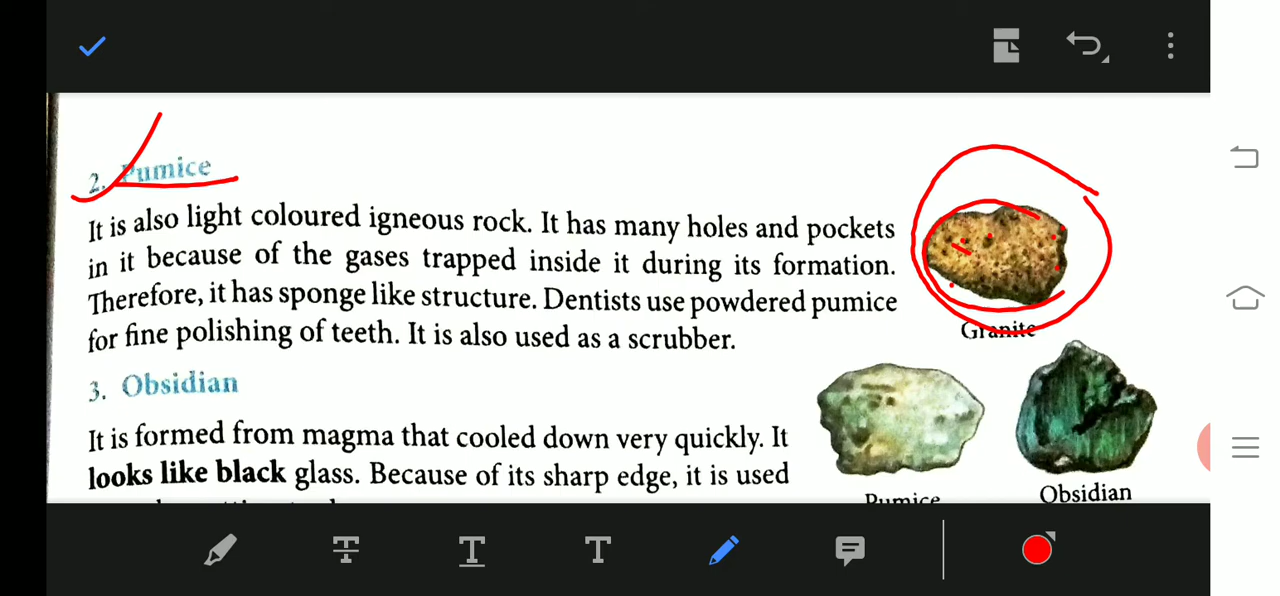 2. Pumice
It is also light coloured igneous rock. It has many holes and pockets
in it because of the gases trapped inside it during its formation.
Therefore, it has sponge like structure. Dentists use powdered pumice
for fine polishing of teeth. It is also used as a scrubber.
Granite
3. Obsidian
It is formed from magma that cooled down very quickly. It
looks like black glass. Because of its sharp edge, it is used
Pumice
Obsidian